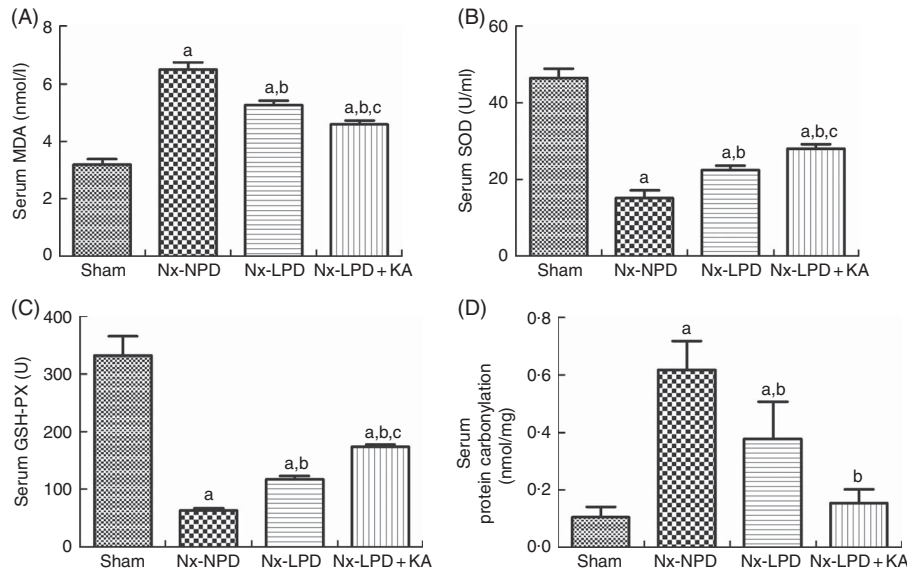 (A)
8
6
4
2
0
Serum MDA (nmol/l)
a
a,b
a,b,c
Sham
Nx-NPD
Nx-LPD
Nx-LPD + KA
(B)
60
40
20
0
Serum SOD (U/ml)
a
a,b
a,b,c
Sham
Nx-NPD
Nx-LPD
Nx-LPD + KA
(C)
400
300
200
100
0
Serum GSH-PX (U)
a
a,b
a,b,c
Sham
Nx-NPD
Nx-LPD
Nx-LPD + KA
(D)
0·8
0·6
0·4
0·2
0·0
Serum
protein carbonylation
(nmol/mg)
a
a,b
b
Sham
Nx-NPD
Nx-LPD
Nx-LPD + KA